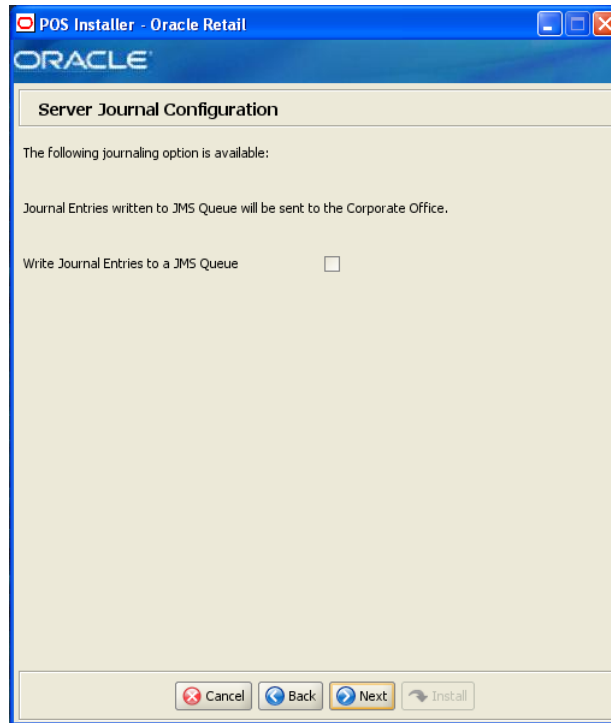 POS Installer - Oracle Retail
ORACLE
Server Journal Configuration
The following journaling option is available:
Journal Entries written to JMS Queue will be sent to the Corporate Office.
Write Journal Entries to a JMS Queue
Cancel Back Next Install